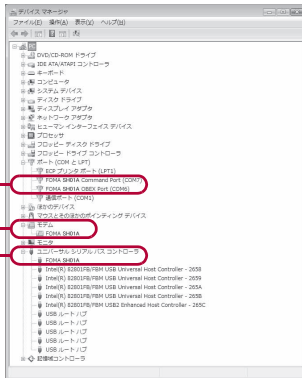 デバイス マネージャ
ファイル(F) 操作(A) 表示(V) ヘルプ(H)
PC
DVD/CD-ROM ドライブ
IDE ATA/ATAPI コントローラ
キーボード
コンピュータ
システム デバイス
ディスク ドライブ
ディスプレイ アダプタ
ネットワーク アダプタ
ヒューマン インターフェイス デバイス
プロセッサ
フロッピー ディスク ドライブ
フロッピー ドライブ コントローラ
ポート (COM と LPT)
ECP プリンタ ポート (LPT1)
FOMA SH01A Command Port (COM7)
FOMA SH01A OBEX Port (COM6)
通信ポート (COM1)
ほかのデバイス
マウスとそのほかのポインティング デバイス
モデム
FOMA SH01A
モニタ
ユニバーサル シリアル バス コントローラ
FOMA SH01A
Intel(R) 82801FB/FBM USB Universal Host Controller - 2658
Intel(R) 82801FB/FBM USB Universal Host Controller - 2659
Intel(R) 82801FB/FBM USB Universal Host Controller - 265A
Intel(R) 82801FB/FBM USB Universal Host Controller - 265B
Intel(R) 82801FB/FBM USB2 Enhanced Host Controller - 265C
USB ルート ハブ
USB ルート ハブ
USB ルート ハブ
USB ルート ハブ
USB ルート ハブ
記憶域コントローラ